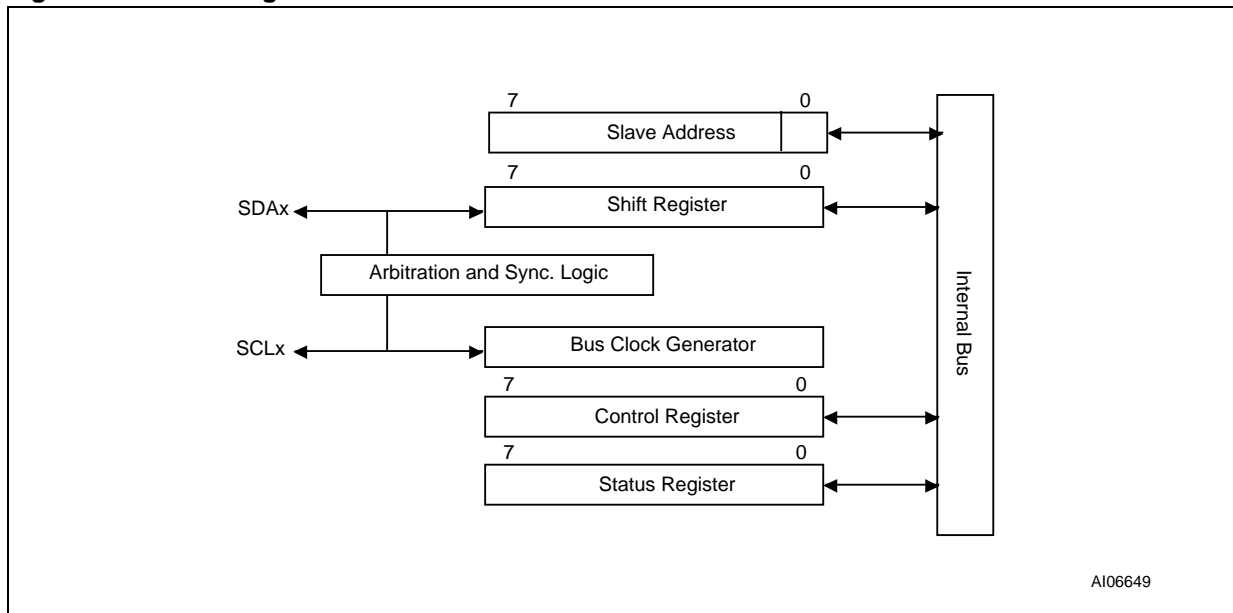 7 0
Slave Address
7 0
SDAx
Shift Register
Arbitration and Sync. Logic
Internal Bus
SCLx
Bus Clock Generator
7 0
Control Register
7 0
Status Register
AI06649